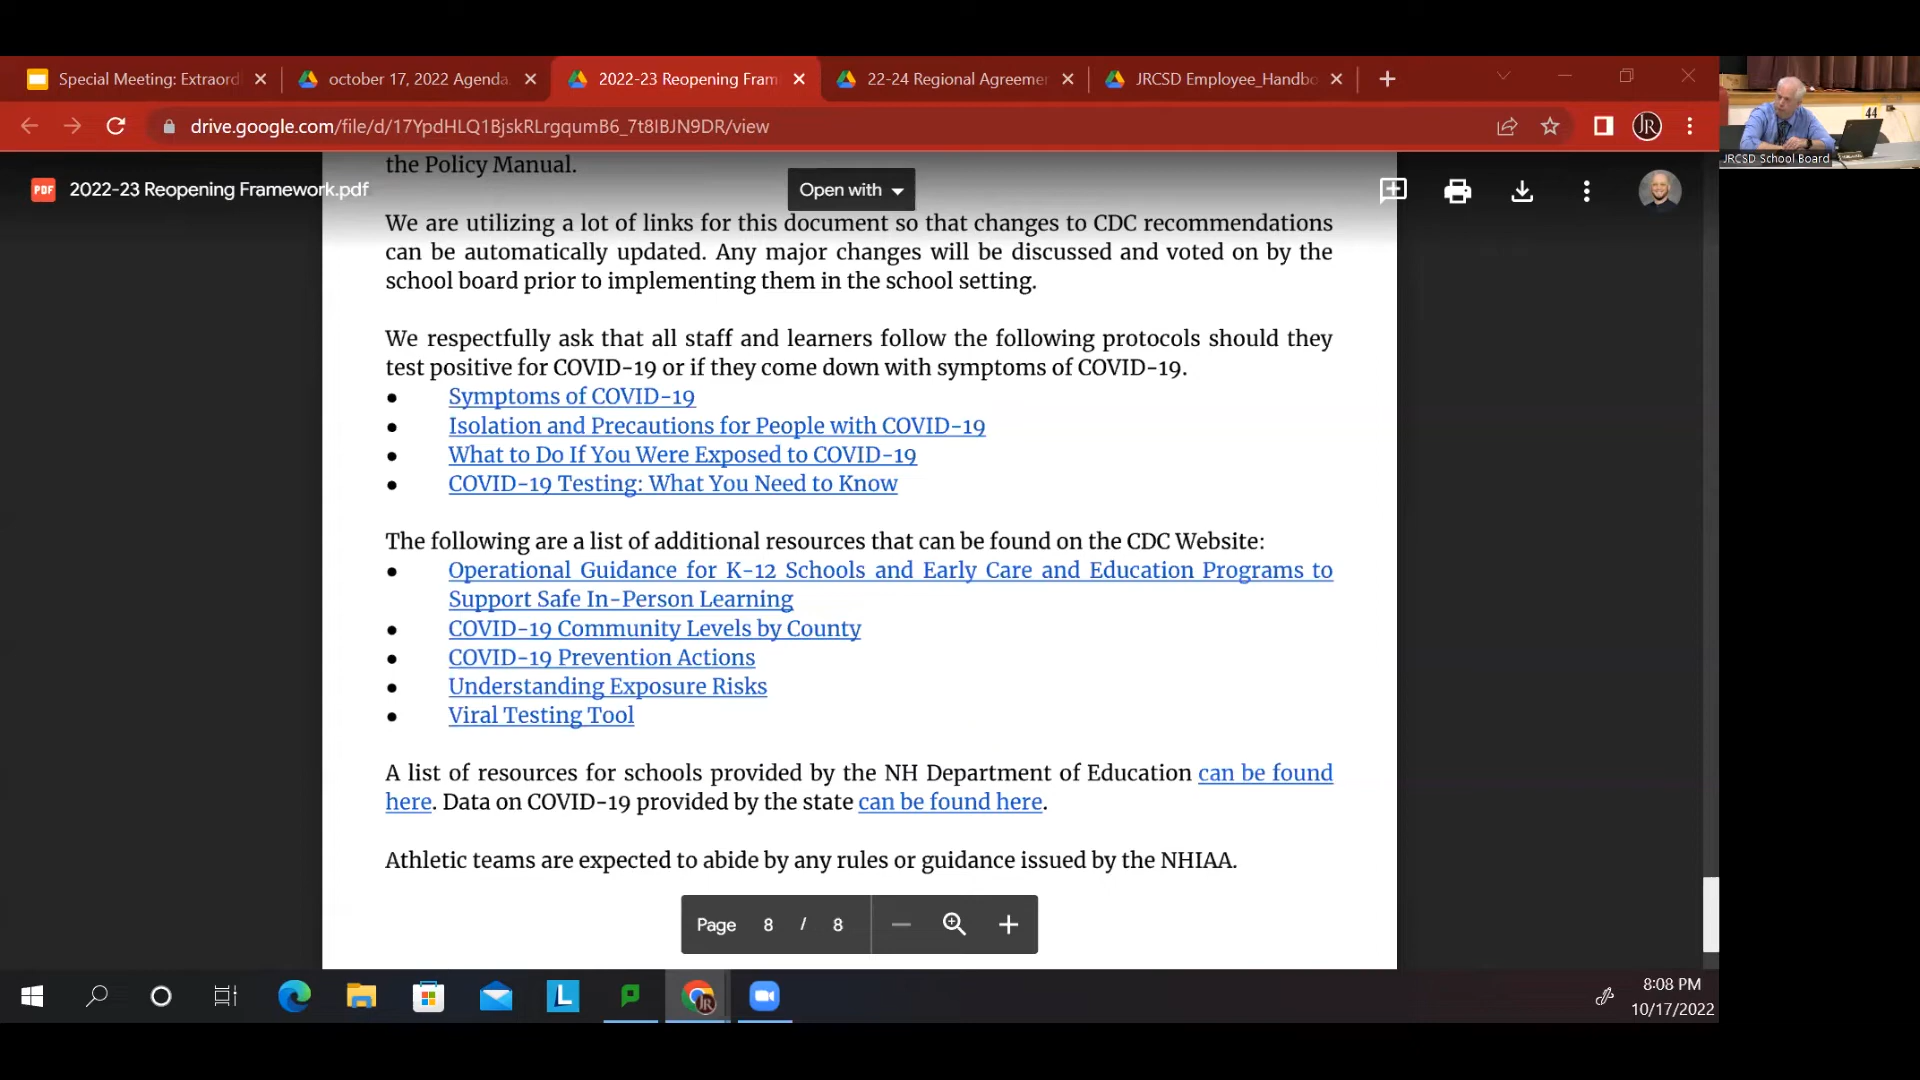 Special Meeting: Extraord
october 17, 2022 Agenda.
2022-23 Reopening Fram
22-24 Regional Agreemer
JRCSD Employee_Handbo
drive.google.com/file/d/17YpdHLQ1BjskRLrgqumB6_7t8IBJN9DR/view
JR
44
JRCSD School Board
the Policy Manual.
PDF
2022-23 Reopening Framework.pdf
Open with
We are utilizing a lot of links for this document so that changes to CDC recommendations
can be automatically updated. Any major changes will be discussed and voted on by the
school board prior to implementing them in the school setting.
We respectfully ask that all staff and learners follow the following protocols should they
test positive for COVID-19 or if they come down with symptoms of COVID-19.
● Symptoms of COVID-19
● Isolation and Precautions for People with COVID-19
● What to Do If You Were Exposed to COVID-19
● COVID-19 Testing: What You Need to Know
The following are a list of additional resources that can be found on the CDC Website:
● Operational Guidance for K-12 Schools and Early Care and Education Programs to
Support Safe In-Person Learning
● COVID-19 Community Levels by County
● COVID-19 Prevention Actions
● Understanding Exposure Risks
● Viral Testing Tool
A list of resources for schools provided by the NH Department of Education can be found
here. Data on COVID-19 provided by the state can be found here.
Athletic teams are expected to abide by any rules or guidance issued by the NHIAA.
Page 8 / 8
L
JR
8:08 PM
10/17/2022